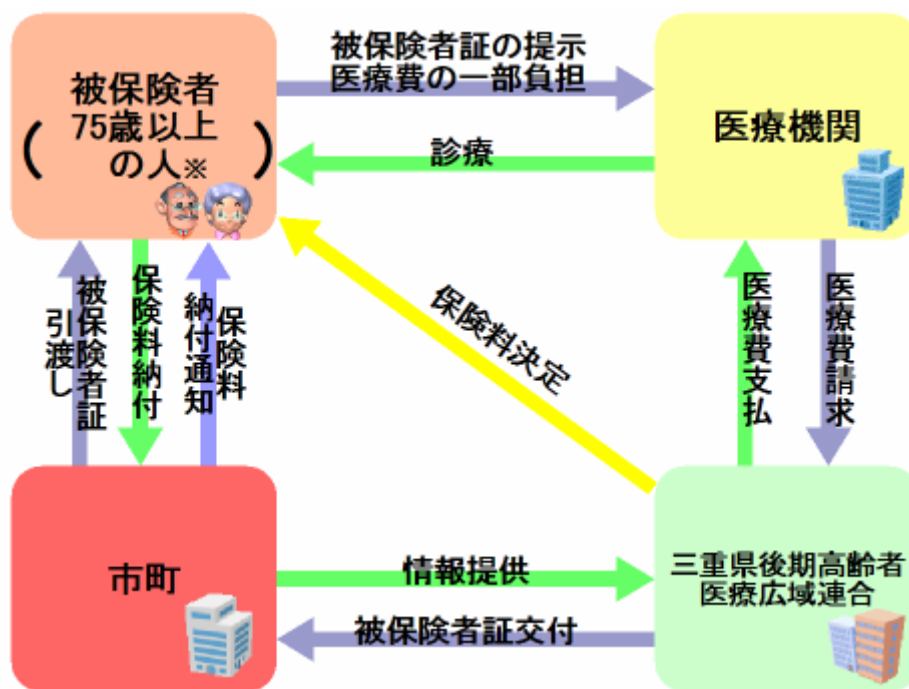 被保険者
(75歳以上
の人※)
被保険者証の提示
医療費の一部負担
医療機関
診療
被保険者証
引渡し
保険料納付
保険料
納付通知
保険料決定
医療費支払
医療費請求
市町
情報提供
被保険者証交付
三重県後期高齢者
医療広域連合